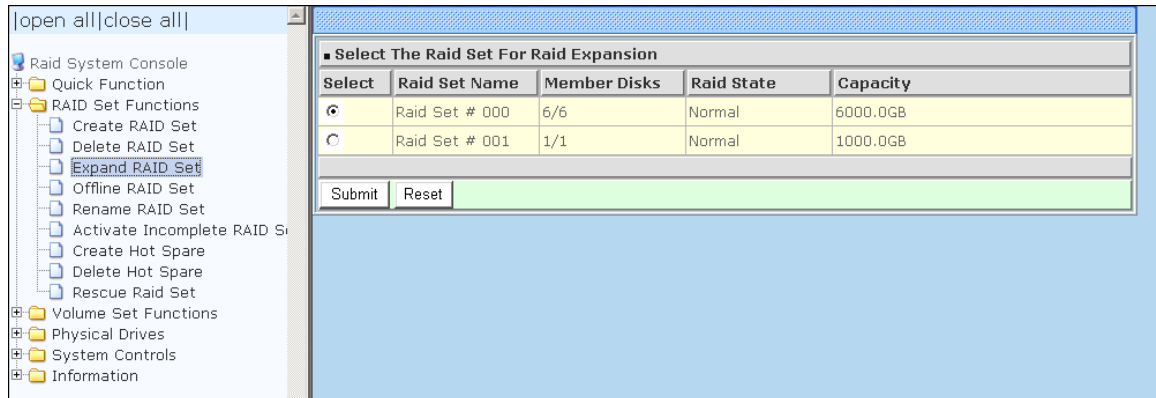 |open all|close all|
Raid System Console
Quick Function
RAID Set Functions
Create RAID Set
Delete RAID Set
Expand RAID Set
Offline RAID Set
Rename RAID Set
Activate Incomplete RAID S
Create Hot Spare
Delete Hot Spare
Rescue Raid Set
Volume Set Functions
Physical Drives
System Controls
Information
Select The Raid Set For Raid Expansion
Select Raid Set Name Member Disks Raid State Capacity
Raid Set # 000 6/6 Normal 6000.0GB
Raid Set # 001 1/1 Normal 1000.0GB
Submit Reset